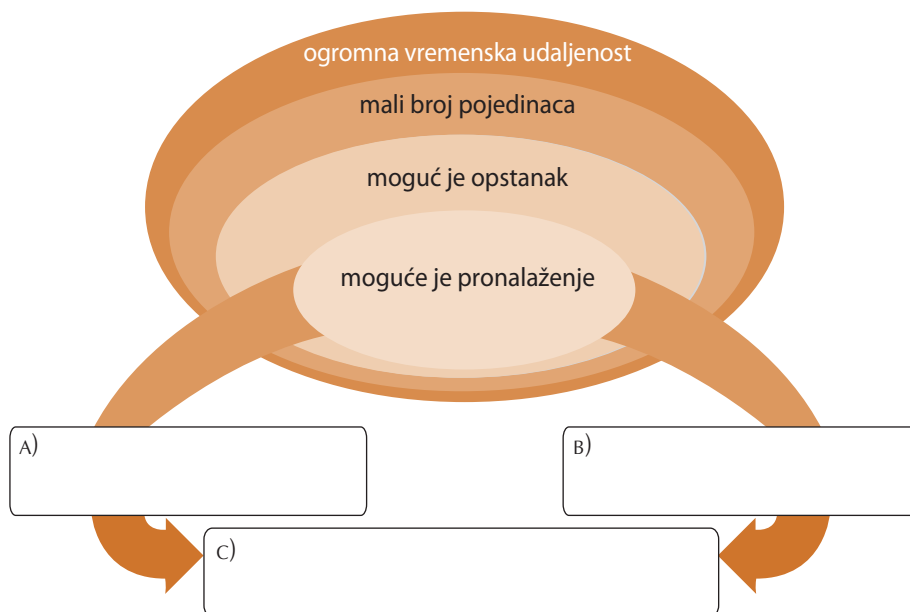 ogromna vremenska udaljenost
mali broj pojedinaca
moguć je opstanak
moguće je pronalaženje
A)
B)
C)